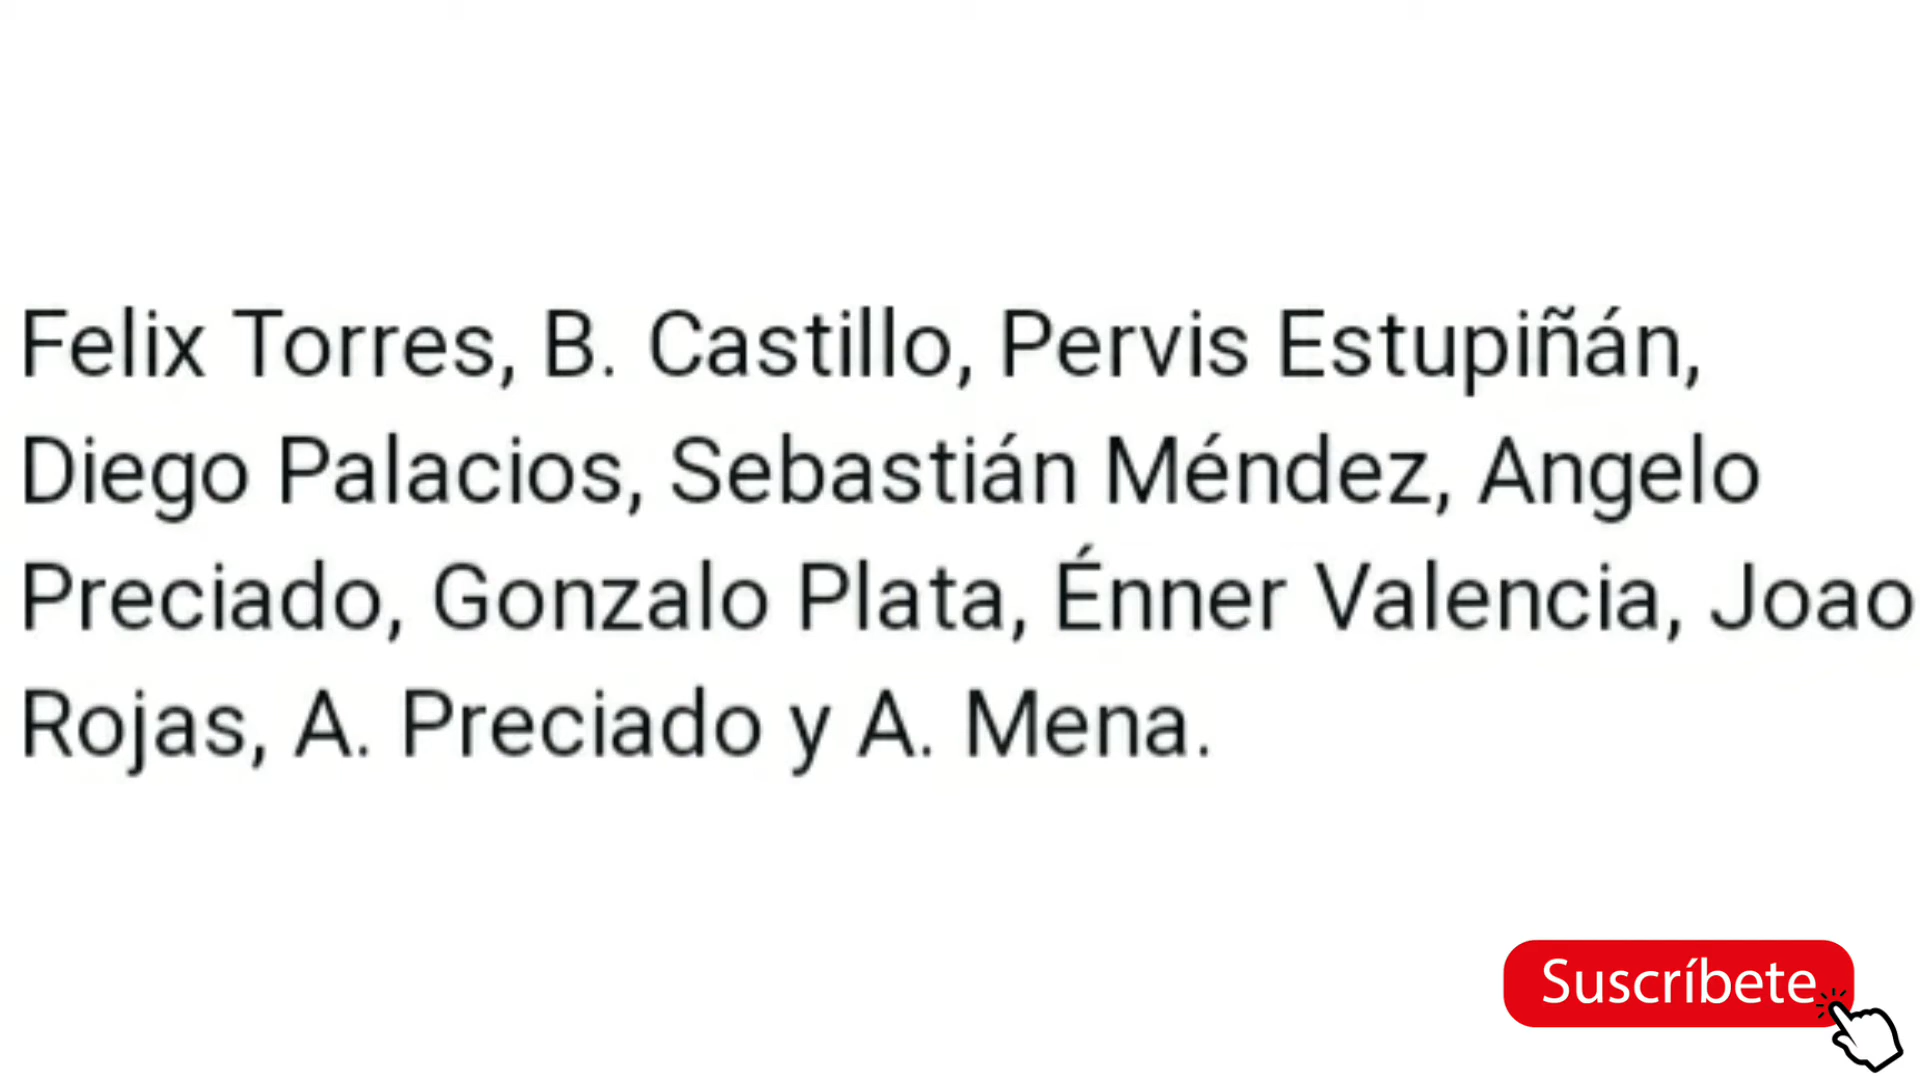 Felix Torres, B. Castillo, Pervis Estupiñán,
Diego Palacios, Sebastián Méndez, Angelo
Preciado, Gonzalo Plata, Énner Valencia, Joao
Rojas, A. Preciado y A. Mena.
Suscríbete